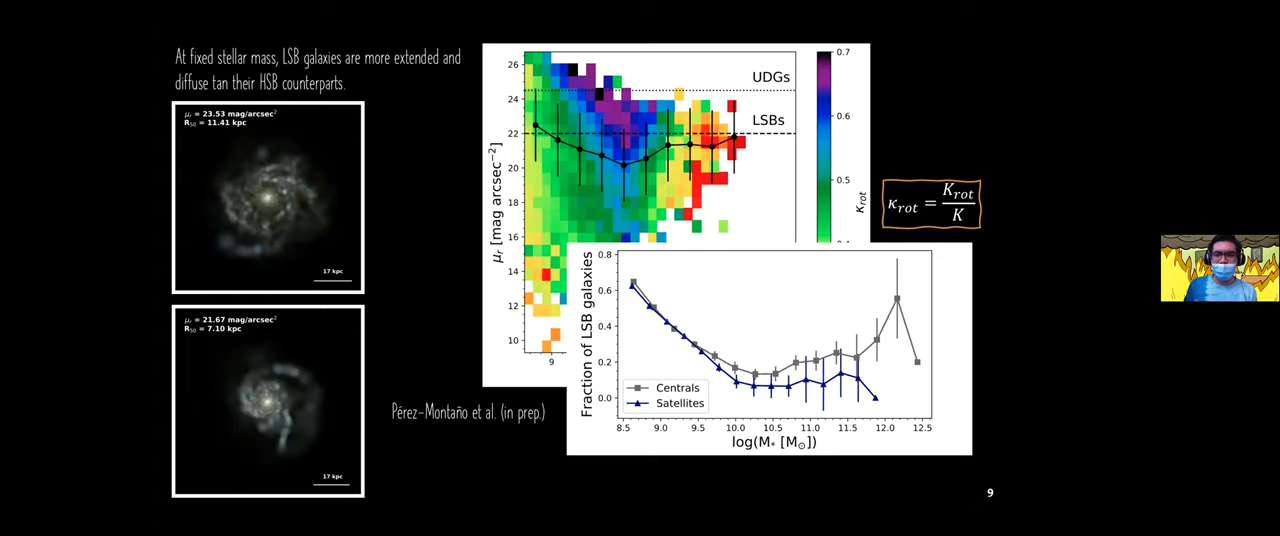 At fixed stellar mass, LSB galaxies are more extended and
diffuse tan their HSB counterparts.
μr = 23.53 mag/arcsec²
R50 = 11.41 kpc
17 kpc
μr = 21.67 mag/arcsec²
R50 = 7.10 kpc
17 kpc
Pérez-Montaño et al. (in prep.)
μr [mag arcsec⁻²]
26
24
22
20
18
16
14
12
10
9
UDGs
LSBs
0.7
0.6
0.5
κrot
κrot = Krot / K
Fraction of LSB galaxies
0.8
0.6
0.4
0.2
0.0
Centrals
Satellites
8.5 9.0 9.5 10.0 10.5 11.0 11.5 12.0 12.5
log(M* [M⊙])
9